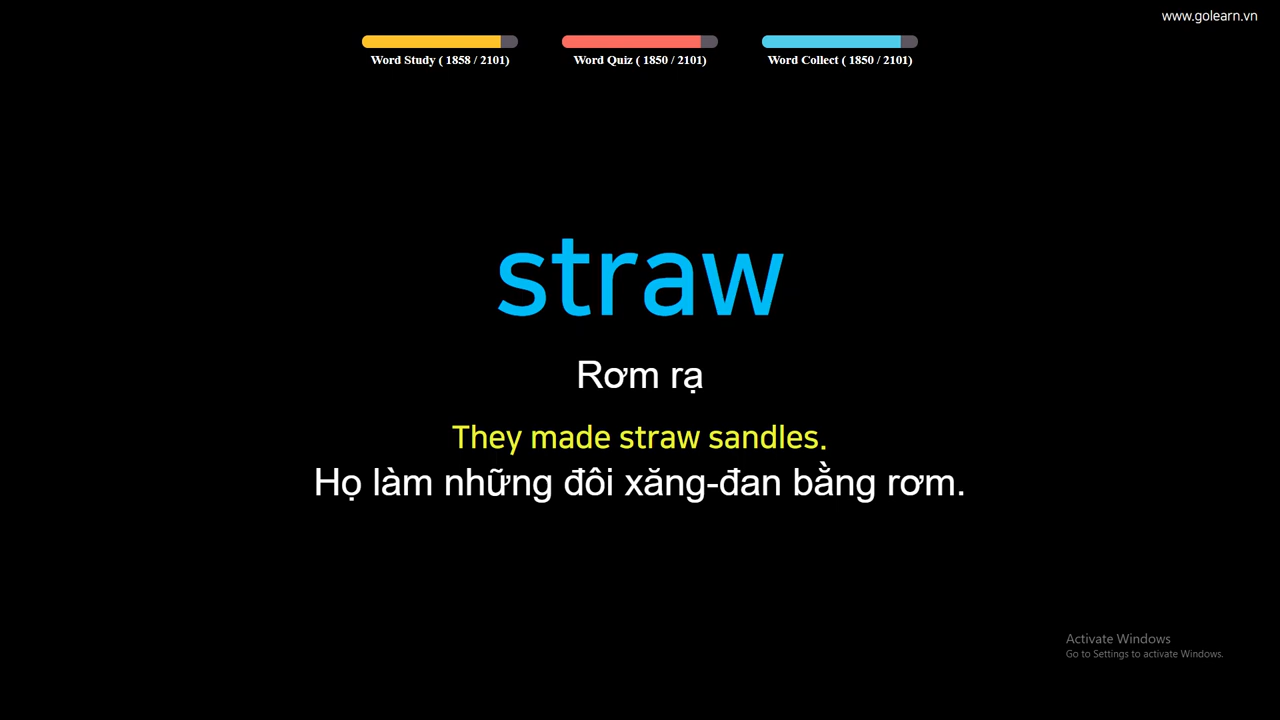 www.golearn.vn
Word Study ( 1858 / 2101)
Word Quiz ( 1850 / 2101)
Word Collect ( 1850 / 2101)
straw
Rơm rạ
They made straw sandles.
Họ làm những đôi xăng-đan bằng rơm.
Activate Windows
Go to Settings to activate Windows.